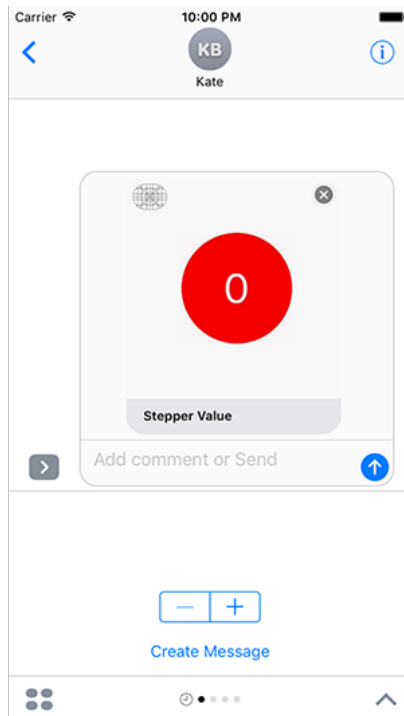 Carrier 10:00 PM
KB
Kate
0
Stepper Value
Add comment or Send
Create Message